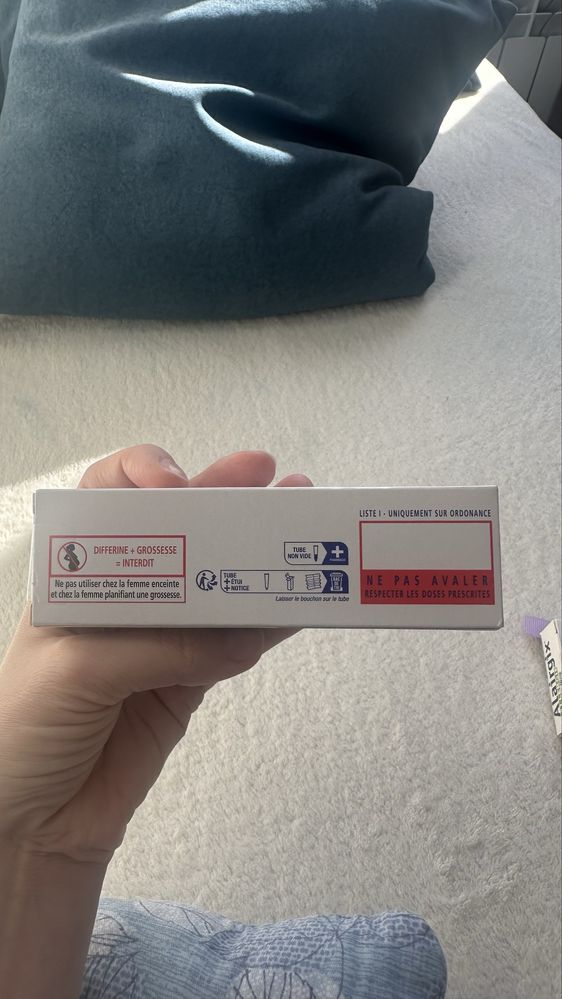 LISTE I - UNIQUEMENT SUR ORDONANCE
DIFFERINE + GROSSESSE
= INTERDIT
Ne pas utiliser chez la femme enceinte
et chez la femme planifiant une grossesse.
TUBE
NON VIDE
TUBE
+ ÉTUI
+ NOTICE
Laisser le bouchon sur le tube
NE PAS AVALER
RESPECTER LES DOSES PRESCRITES
Alairgix